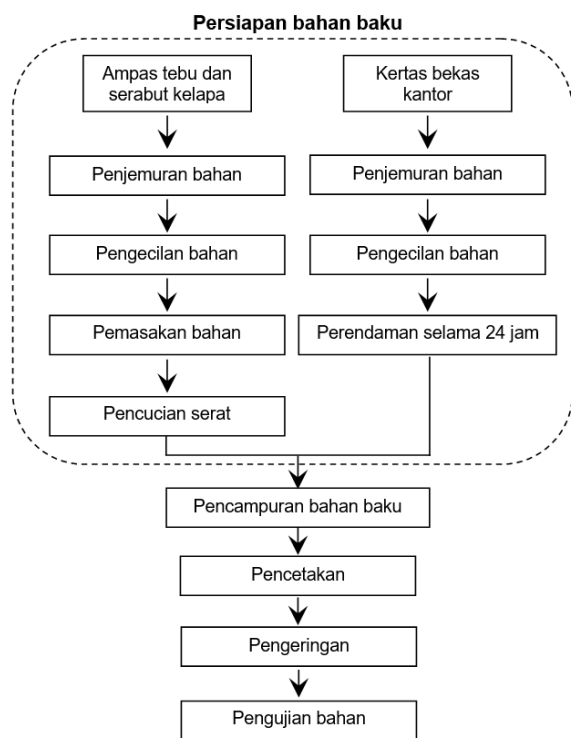 Persiapan bahan baku
Ampas tebu dan
serabut kelapa
Kertas bekas
kantor
Penjemuran bahan
Penjemuran bahan
Pengecilan bahan
Pengecilan bahan
Pemasakan bahan
Perendaman selama 24 jam
Pencucian serat
Pencampuran bahan baku
Pencetakan
Pengeringan
Pengujian bahan